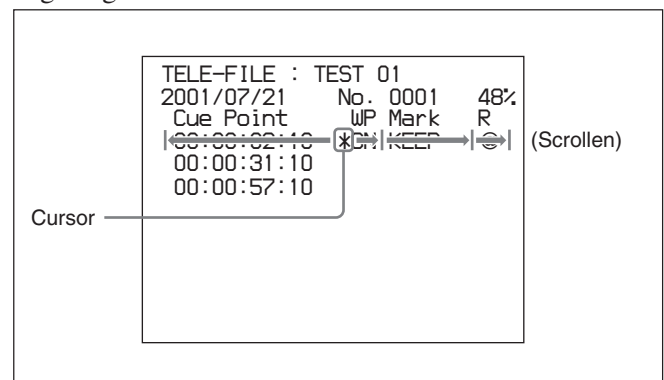 TELE-FILE : TEST 01
2001/07/21 No. 0001 48%
Cue Point WP Mark R
(Scrollen)
00:00:31:10
00:00:57:10
Cursor